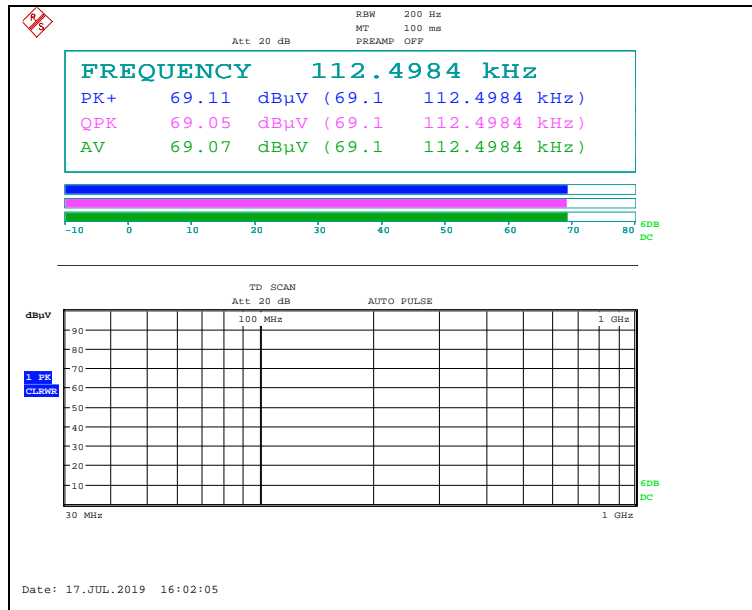 R S
RBW 200 Hz
MT 100 ms
Att 20 dB PREAMP OFF
FREQUENCY 112.4984 kHz
PK+ 69.11 dBµV (69.1 112.4984 kHz)
QPK 69.05 dBµV (69.1 112.4984 kHz)
AV 69.07 dBµV (69.1 112.4984 kHz)
-10 0 10 20 30 40 50 60 70 80
6DB
DC
TD SCAN
Att 20 dB AUTO PULSE
dBµV
100 MHz 1 GHz
90
80
70
1 PK
60
CLRWR
50
40
30
20
10
6DB
DC
30 MHz 1 GHz
Date: 17.JUL.2019 16:02:05